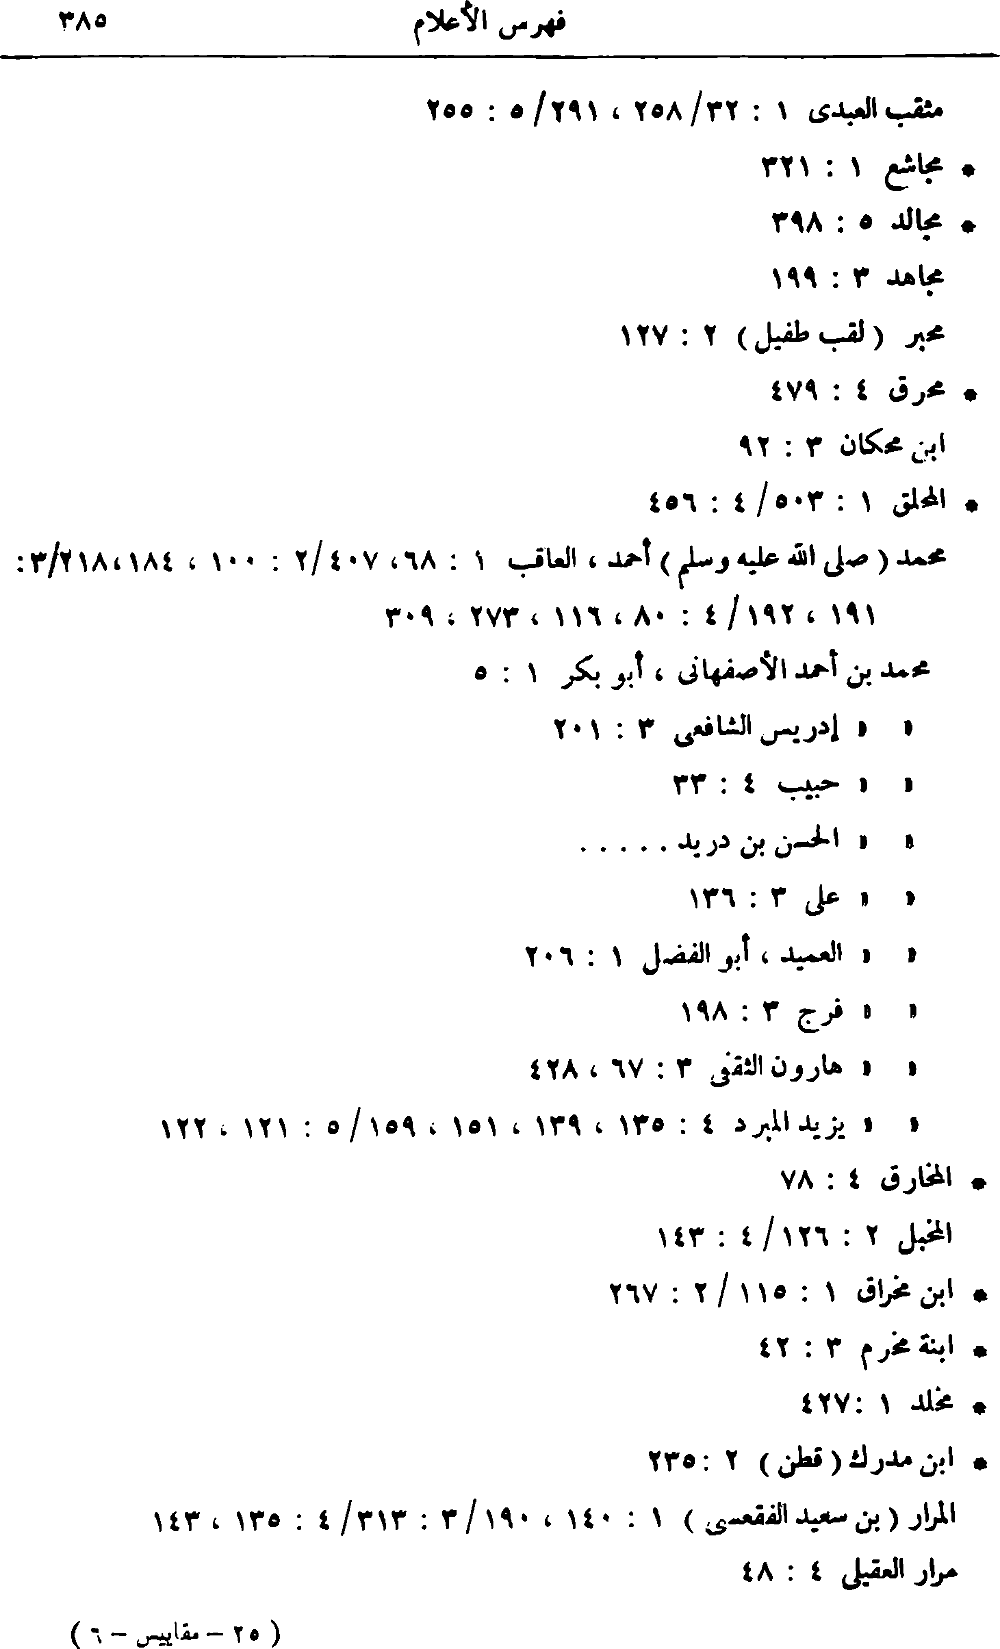 فهرس الأعلام ٣٨٥
مثقب العبدى ١ : ٣٢/ ٢٥٨ ، ٢٩١/ ٥ : ٢٥٥
* مجاشع ١ : ٣٢١
* مجالد ٥ : ٣٩٨
مجاهد ٣ : ١٩٩
محبر ( لقب طفيل ) ٢ : ١٢٧
* محرق ٤ : ٤٧٩
ابن محكان ٣ : ٩٢
* المحلق ١ : ٥٠٣/ ٤ : ٤٥٦
محمد ( صلى الله عليه وسلم ) أحمد ، العاقب ١ : ٦٨، ٤٠٧/ ٢ : ١٠٠ ، ١٨٤،٢١٨/٣:
١٩١ ، ١٩٢/ ٤ : ٨٠ ، ١١٦ ، ٢٧٣ ، ٣٠٩
محمد بن أحمد الأصفهانى ، أبو بكر ١ : ٥
» » إدريس الشافعى ٣ : ٢٠١
» » حبيب ٤ : ٣٣
» » الحسن بن دريد . . . . .
» » على ٣ : ١٣٦
» » العميد ، أبو الفضل ١ : ٢٠٦
» » فرج ٣ : ١٩٨
» » هارون الثقفى ٣ : ٦٧ ، ٤٢٨
» » يزيد المبرد ٤ : ١٣٥ ، ١٣٩ ، ١٥١ ، ١٥٩/ ٥ : ١٢١ ، ١٢٢
* المخارق ٤ : ٧٨
المخبل ٢ : ١٢٦/ ٤ : ١٤٣
* ابن مخراق ١ : ١١٥ / ٢ : ٢٦٧
* ابنة مخرم ٣ : ٤٢
* مخلد ١ :٤٢٧
* ابن مدرك ( قطن ) ٢ :٢٣٥
المرار ( بن سعيد الفقعسى ) ١ : ١٤٠ ، ١٩٠/ ٣ : ٣١٣/ ٤ : ١٣٥ ، ١٤٣
مرار العقيلى ٤ : ٤٨
( ٢٥ – مقاييس – ٦ )